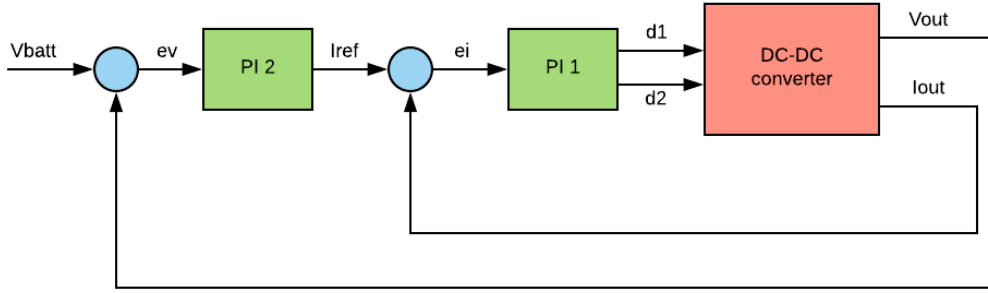 Vbatt
ev
PI 2
Iref
ei
PI 1
d1
d2
DC-DC
converter
Vout
Iout